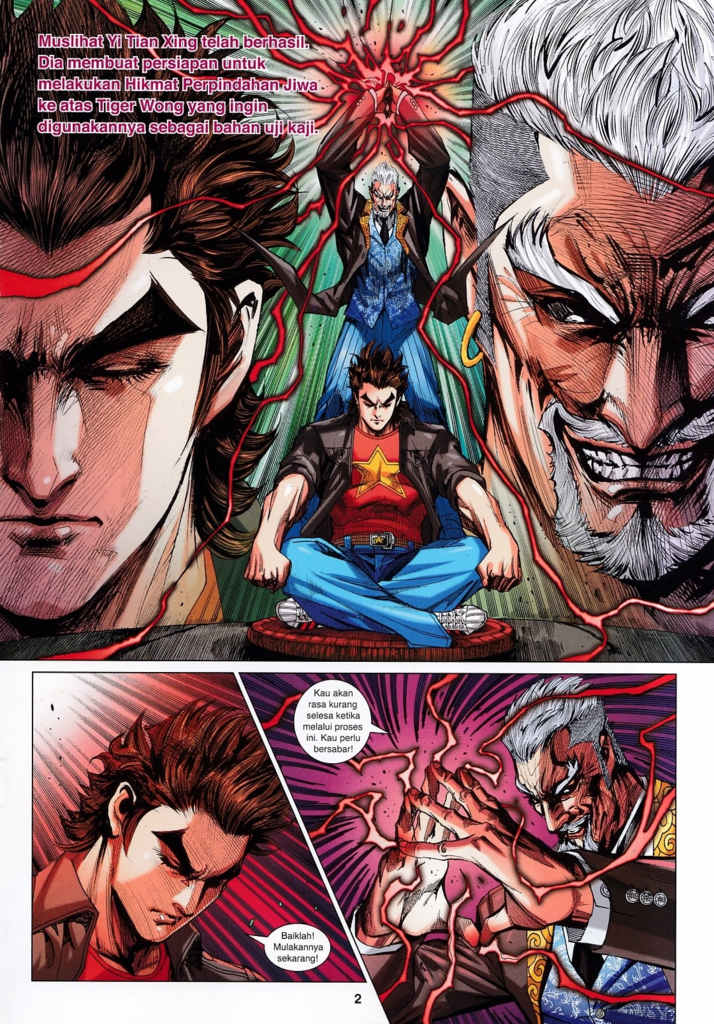 Muslihat Yi Tian Xing telah berhasil.
Dia membuat persiapan untuk
melakukan HIkmat Perpindahan Jiwa
ke atas Tiger Wong yang ingin
digunakannya sebagai bahan uji kaji.
Kau akan
rasa kurang
selesa ketika
melalui proses
ini. Kau perlu
bersabar!
Baiklah!
Mulakannya
sekarang!
2